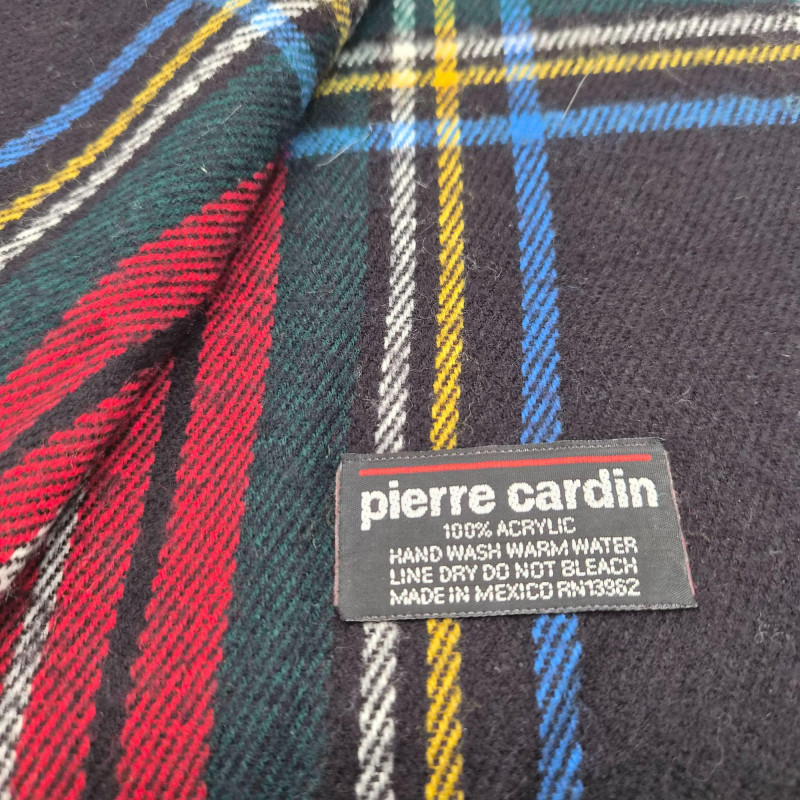 pierre cardin
100% ACRYLIC
HAND WASH WARM WATER
LINE DRY DO NOT BLEACH
MADE IN MEXICO RN13962